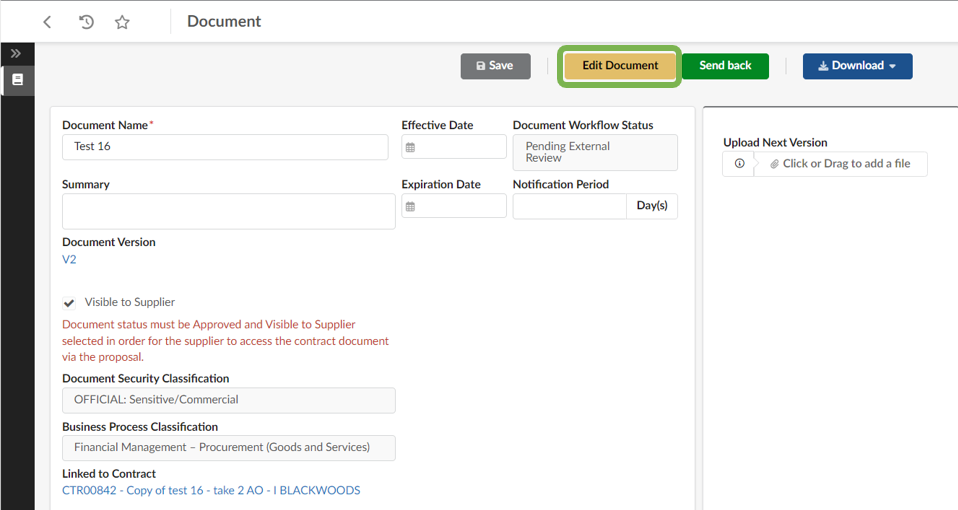 Document
Save
Edit Document
Send back
Download
Document Name*
Test 16
Effective Date
Document Workflow Status
Pending External
Review
Summary
Expiration Date
Notification Period
Day(s)
Document Version
V2
Visible to Supplier
Document status must be Approved and Visible to Supplier
selected in order for the supplier to access the contract document
via the proposal.
Document Security Classification
OFFICIAL: Sensitive/Commercial
Business Process Classification
Financial Management – Procurement (Goods and Services)
Linked to Contract
CTR00842 - Copy of test 16 - take 2 AO - I BLACKWOODS
Upload Next Version
Click or Drag to add a file